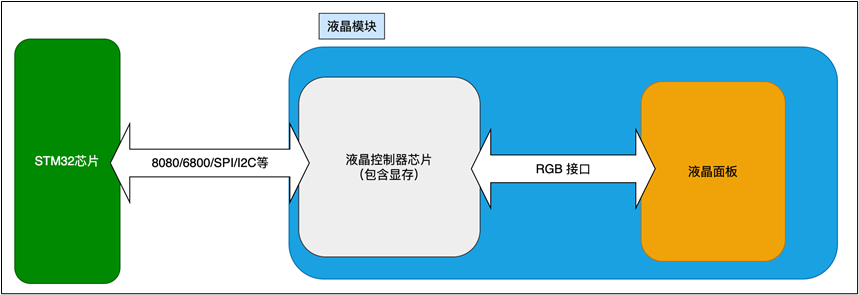 液晶模块
STM32芯片
8080/6800/SPI/I2C等
液晶控制器芯片
（包含显存）
RGB 接口
液晶面板